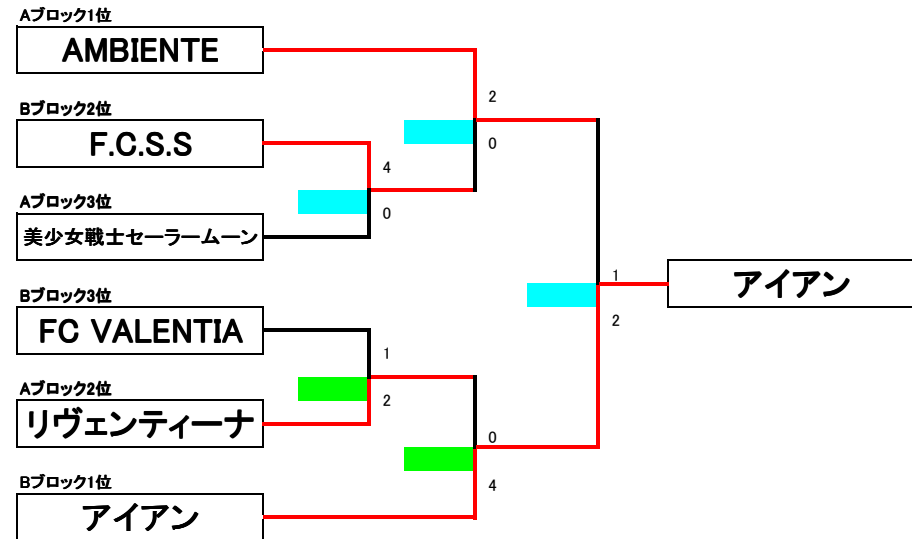 Aブロック1位
AMBIENTE
2
Bブロック2位
F.C.S.S
0
4
Aブロック3位
0
美少女戦士セーラームーン
1
アイアン
Bブロック3位
2
FC VALENTIA
1
Aブロック2位
2
リヴェンティーナ
0
Bブロック1位
4
アイアン